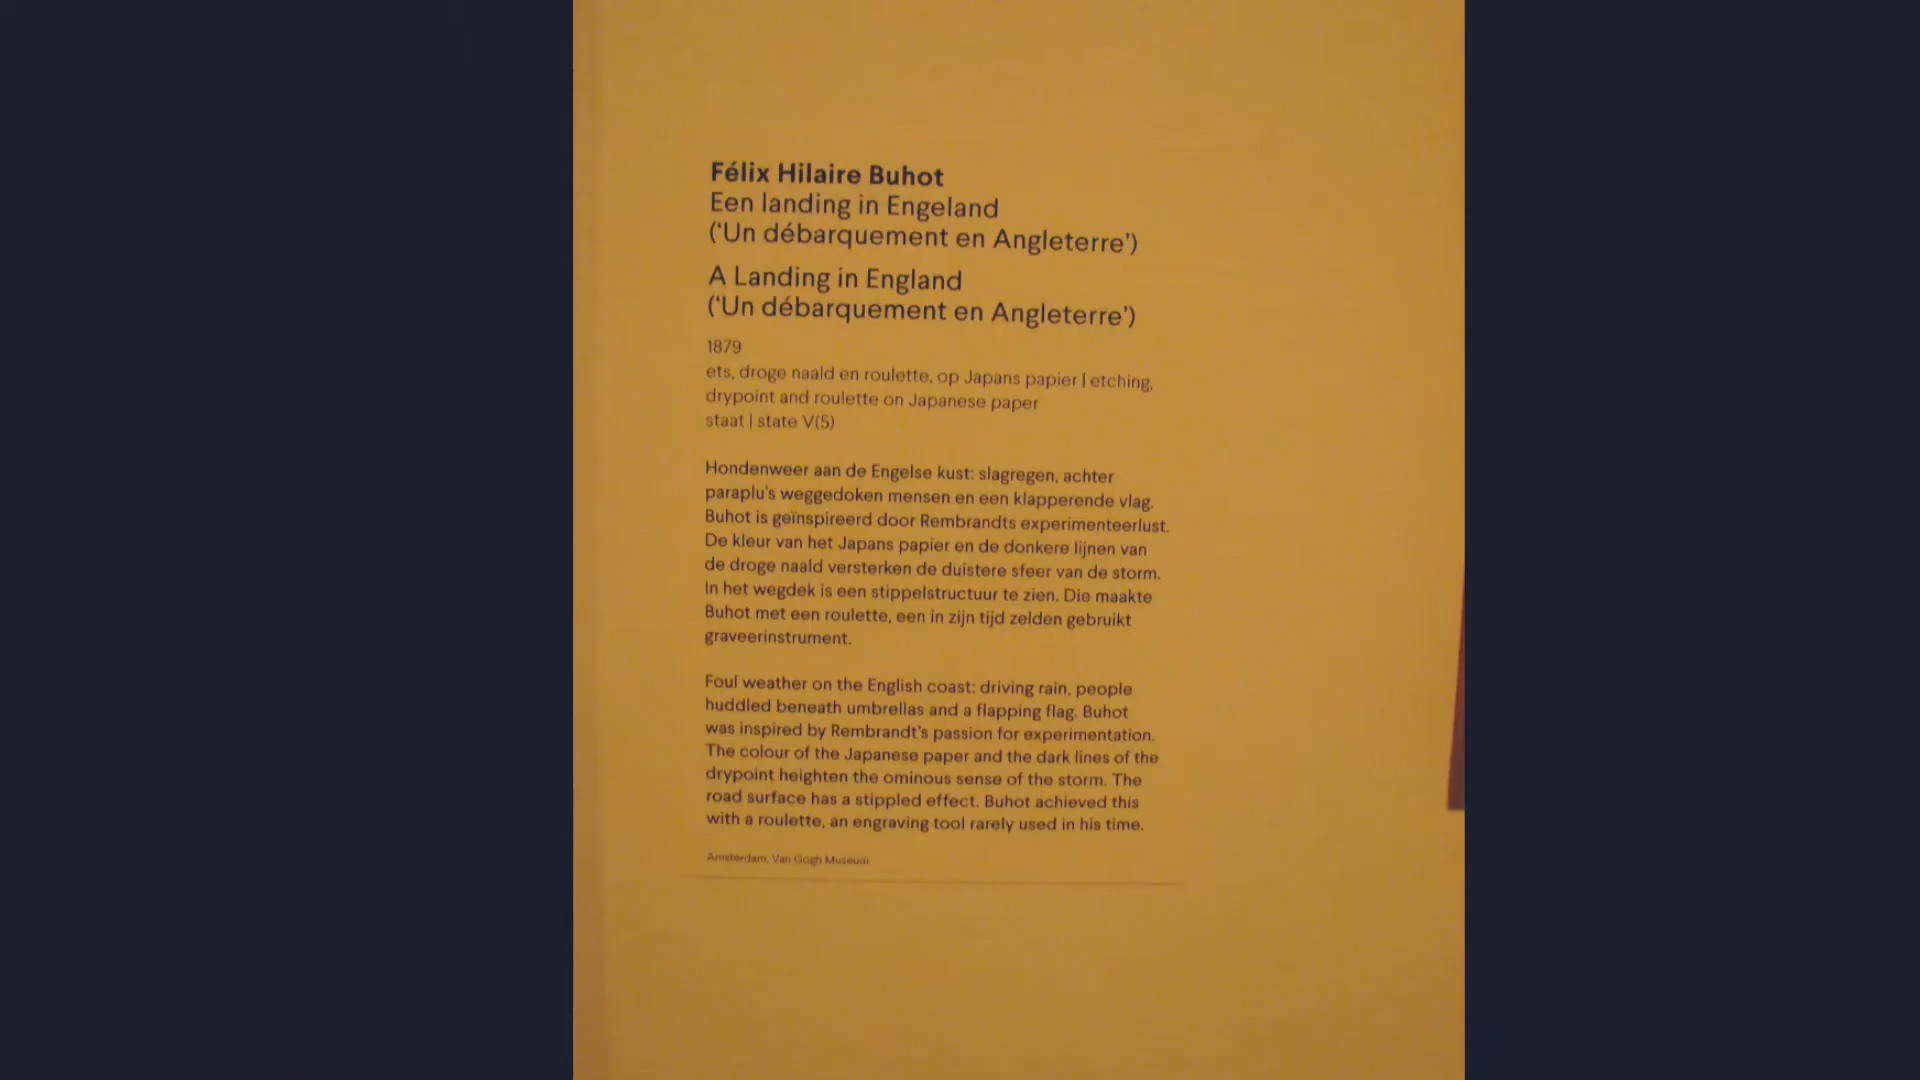 Félix Hilaire Buhot
Een landing in Engeland
(‘Un débarquement en Angleterre’)
A Landing in England
(‘Un débarquement en Angleterre’)
1879
ets, droge naald en roulette, op Japans papier | etching,
drypoint and roulette on Japanese paper
staat | state V(5)
Hondenweer aan de Engelse kust: slagregen, achter
paraplu’s weggedoken mensen en een klapperende vlag.
Buhot is geïnspireerd door Rembrandts experimenteerlust.
De kleur van het Japans papier en de donkere lijnen van
de droge naald versterken de duistere sfeer van de storm.
In het wegdek is een stippelstructuur te zien. Die maakte
Buhot met een roulette, een in zijn tijd zelden gebruikt
graveerinstrument.
Foul weather on the English coast: driving rain, people
huddled beneath umbrellas and a flapping flag. Buhot
was inspired by Rembrandt’s passion for experimentation.
The colour of the Japanese paper and the dark lines of the
drypoint heighten the ominous sense of the storm. The
road surface has a stippled effect. Buhot achieved this
with a roulette, an engraving tool rarely used in his time.
Amsterdam, Van Gogh Museum